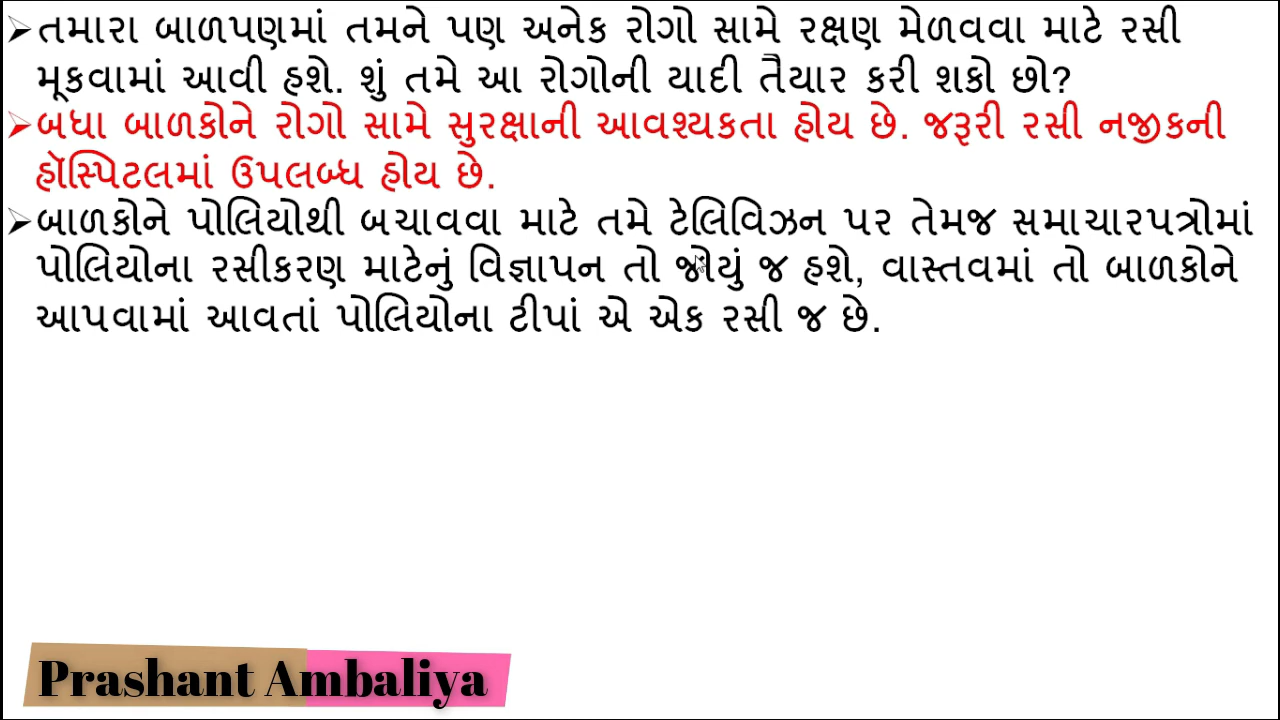 ➢તમારા બાળપણમાં તમને પણ અનેક રોગો સામે રક્ષણ મેળવવા માટે રસી
મૂકવામાં આવી હશે. શું તમે આ રોગોની યાદી તૈયાર કરી શકો છો?
➢બધા બાળકોને રોગો સામે સુરક્ષાની આવશ્યકતા હોય છે. જરૂરી રસી નજીકની
હૉસ્પિટલમાં ઉપલબ્ધ હોય છે.
➢બાળકોને પોલિયોથી બચાવવા માટે તમે ટેલિવિઝન પર તેમજ સમાચારપત્રોમાં
પોલિયોના રસીકરણ માટેનું વિજ્ઞાપન તો જોયું જ હશે, વાસ્તવમાં તો બાળકોને
આપવામાં આવતાં પોલિયોના ટીપાં એ એક રસી જ છે.
Prashant Ambaliya